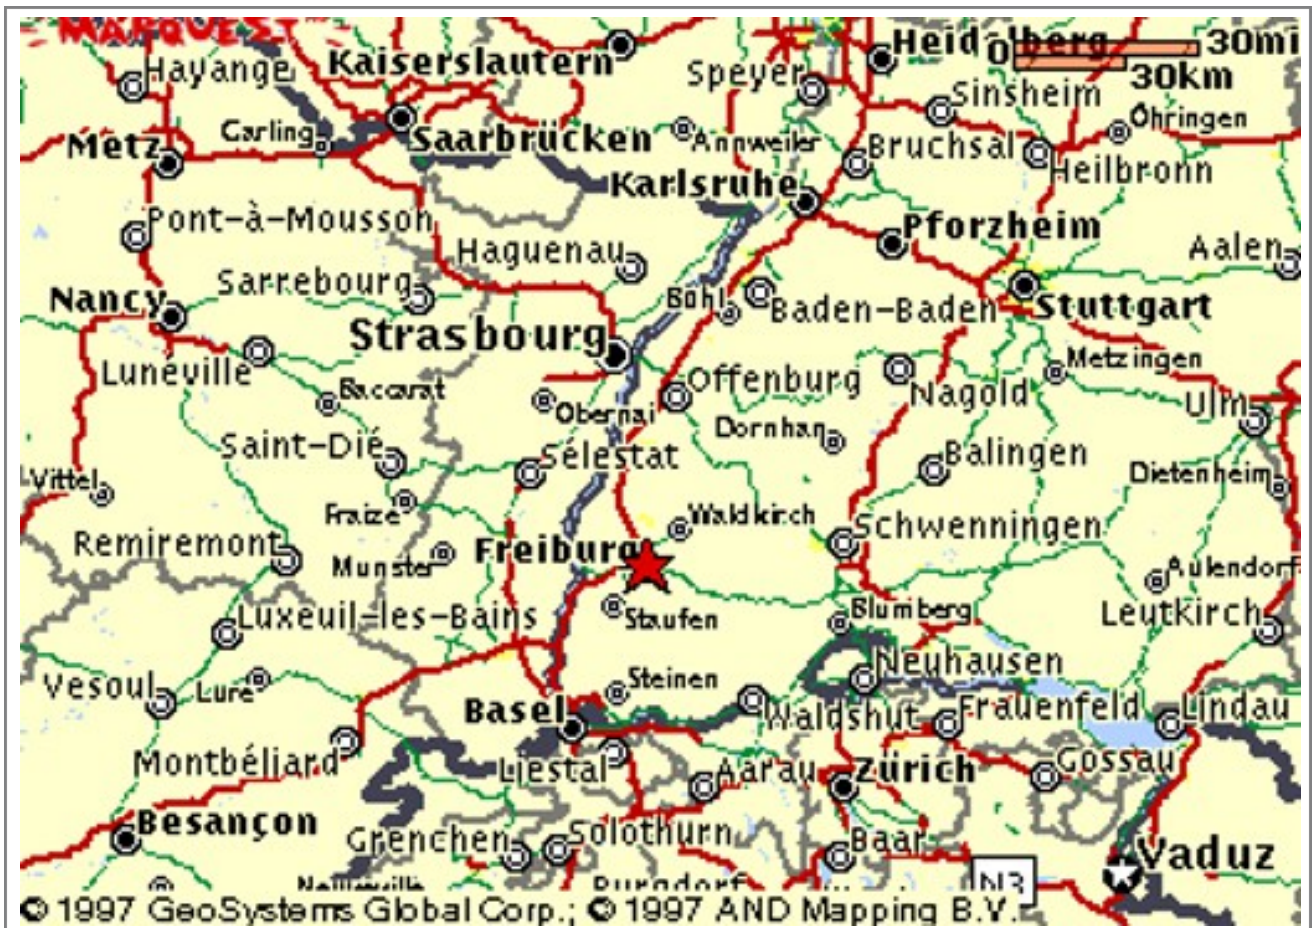 MAPQUEST
Heidelberg
0 30mi
30km
Kaiserslautern
Hayange
Speyer
Sinsheim
Öhringen
Carling
Saarbrücken
Annweiler
Bruchsal
Metz
Heilbronn
Karlsruhe
Pont-à-Mousson
Pforzheim
Haguenau
Aalen
Sarrebourg
Nancy
Bühl
Baden-Baden
Stuttgart
Strasbourg
Lunéville
Metzingen
Baccarat
Offenburg
Nagold
Obernai
Ulm
Dornhan
Saint-Dié
Sélestat
Balingen
Vittel
Dietenheim
Fraize
Waldkirch
Schwenningen
Remiremont
Munster
Freiburg
Aulendorf
Luxeuil-les-Bains
Staufen
Blumberg
Leutkirch
Neuhausen
Vesoul
Lure
Steinen
Basel
Waldshut
Frauenfeld
Lindau
Montbéliard
Liestal
Aarau
Zürich
Gossau
Besançon
Grenchen
Solothurn
Baar
Vaduz
Burgdorf
N3
© 1997 GeoSystems Global Corp.; © 1997 AND Mapping B.V.